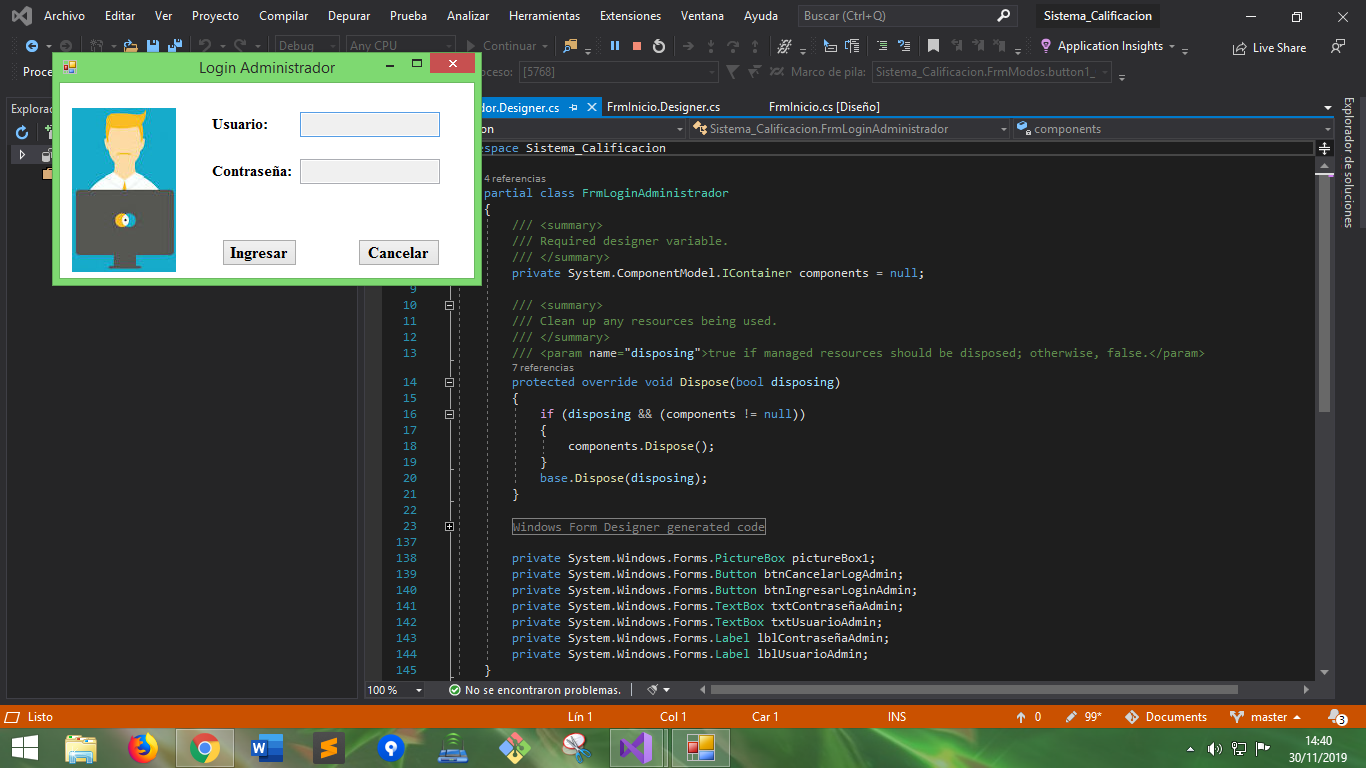 Archivo Editar Ver Proyecto Compilar Depurar Prueba Analizar Herramientas Extensiones Ventana Ayuda Buscar (Ctrl+Q) Sistema_Calificacion
Debug Any CPU Continuar Application Insights Live Share
Proce oceso: [5768] Marco de pila: Sistema_Calificacion.FrmModos.button1_
Login Administrador
Usuario:
Contraseña:
Ingresar Cancelar
Explorad
dor.Designer.cs FrmInicio.Designer.cs FrmInicio.cs [Diseño]
on Sistema_Calificacion.FrmLoginAdministrador components
Explorador de soluciones
espace Sistema_Calificacion
4 referencias
partial class FrmLoginAdministrador
{
/// <summary>
/// Required designer variable.
/// </summary>
private System.ComponentModel.IContainer components = null;
9
10 /// <summary>
11 /// Clean up any resources being used.
12 /// </summary>
13 /// <param name="disposing">true if managed resources should be disposed; otherwise, false.</param>
7 referencias
14 protected override void Dispose(bool disposing)
15 {
16 if (disposing && (components != null))
17 {
18 components.Dispose();
19 }
20 base.Dispose(disposing);
21 }
22
23 Windows Form Designer generated code
137
138 private System.Windows.Forms.PictureBox pictureBox1;
139 private System.Windows.Forms.Button btnCancelarLogAdmin;
140 private System.Windows.Forms.Button btnIngresarLoginAdmin;
141 private System.Windows.Forms.TextBox txtContraseñaAdmin;
142 private System.Windows.Forms.TextBox txtUsuarioAdmin;
143 private System.Windows.Forms.Label lblContraseñaAdmin;
144 private System.Windows.Forms.Label lblUsuarioAdmin;
145 }
100 % No se encontraron problemas.
Listo Lín 1 Col 1 Car 1 INS 0 99* Documents master 3
14:40
30/11/2019